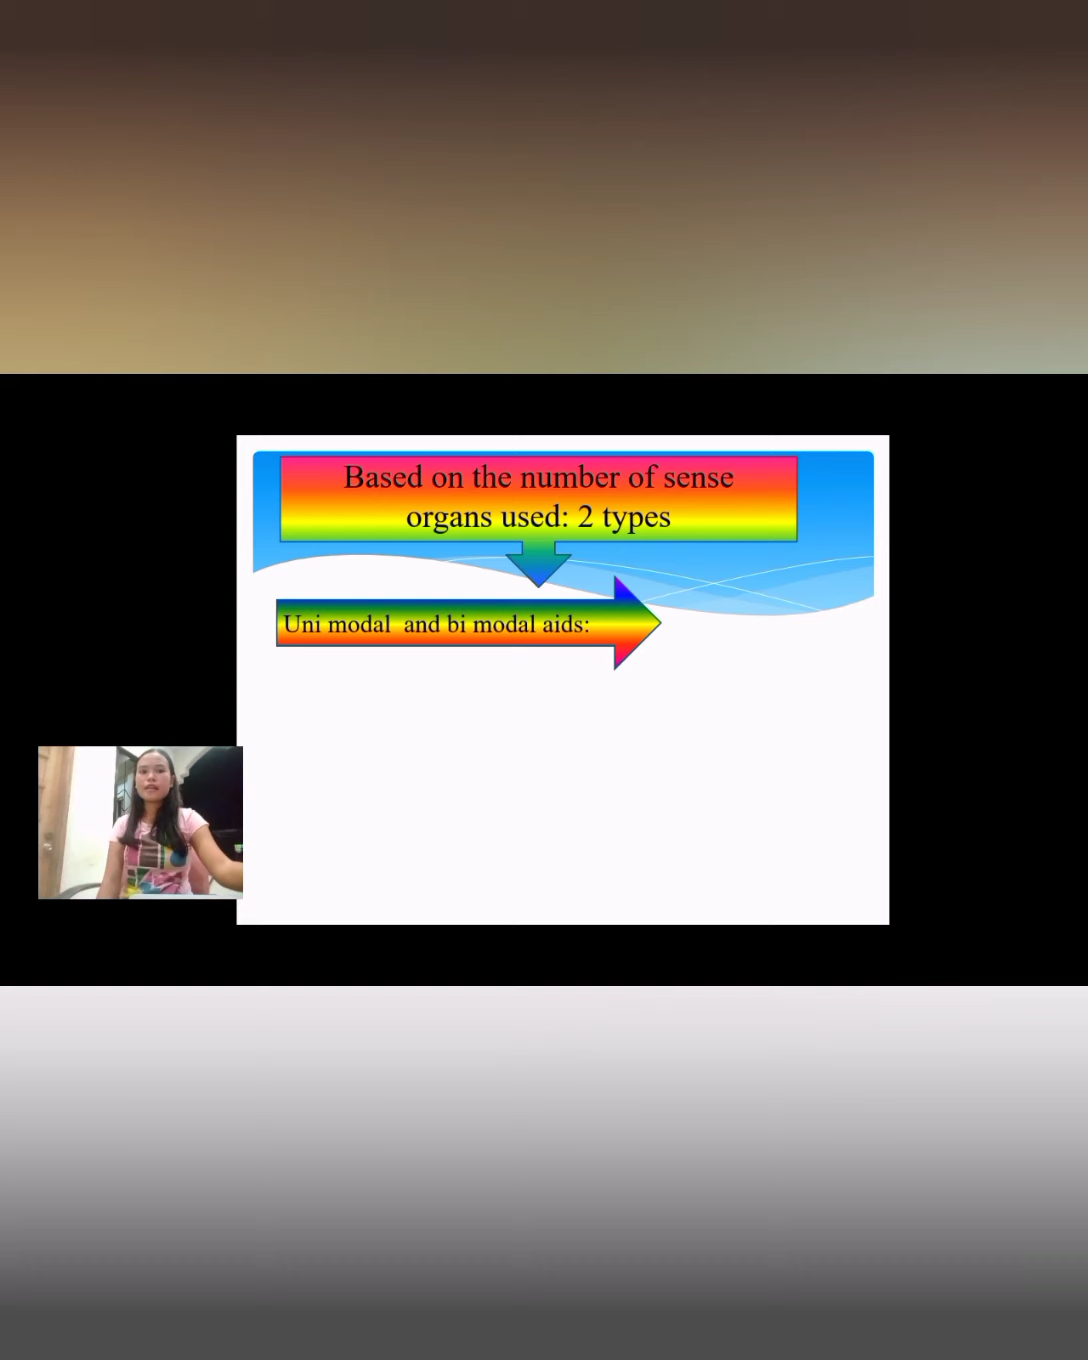 Based on the number of sense
organs used: 2 types
Uni modal  and bi modal aids: